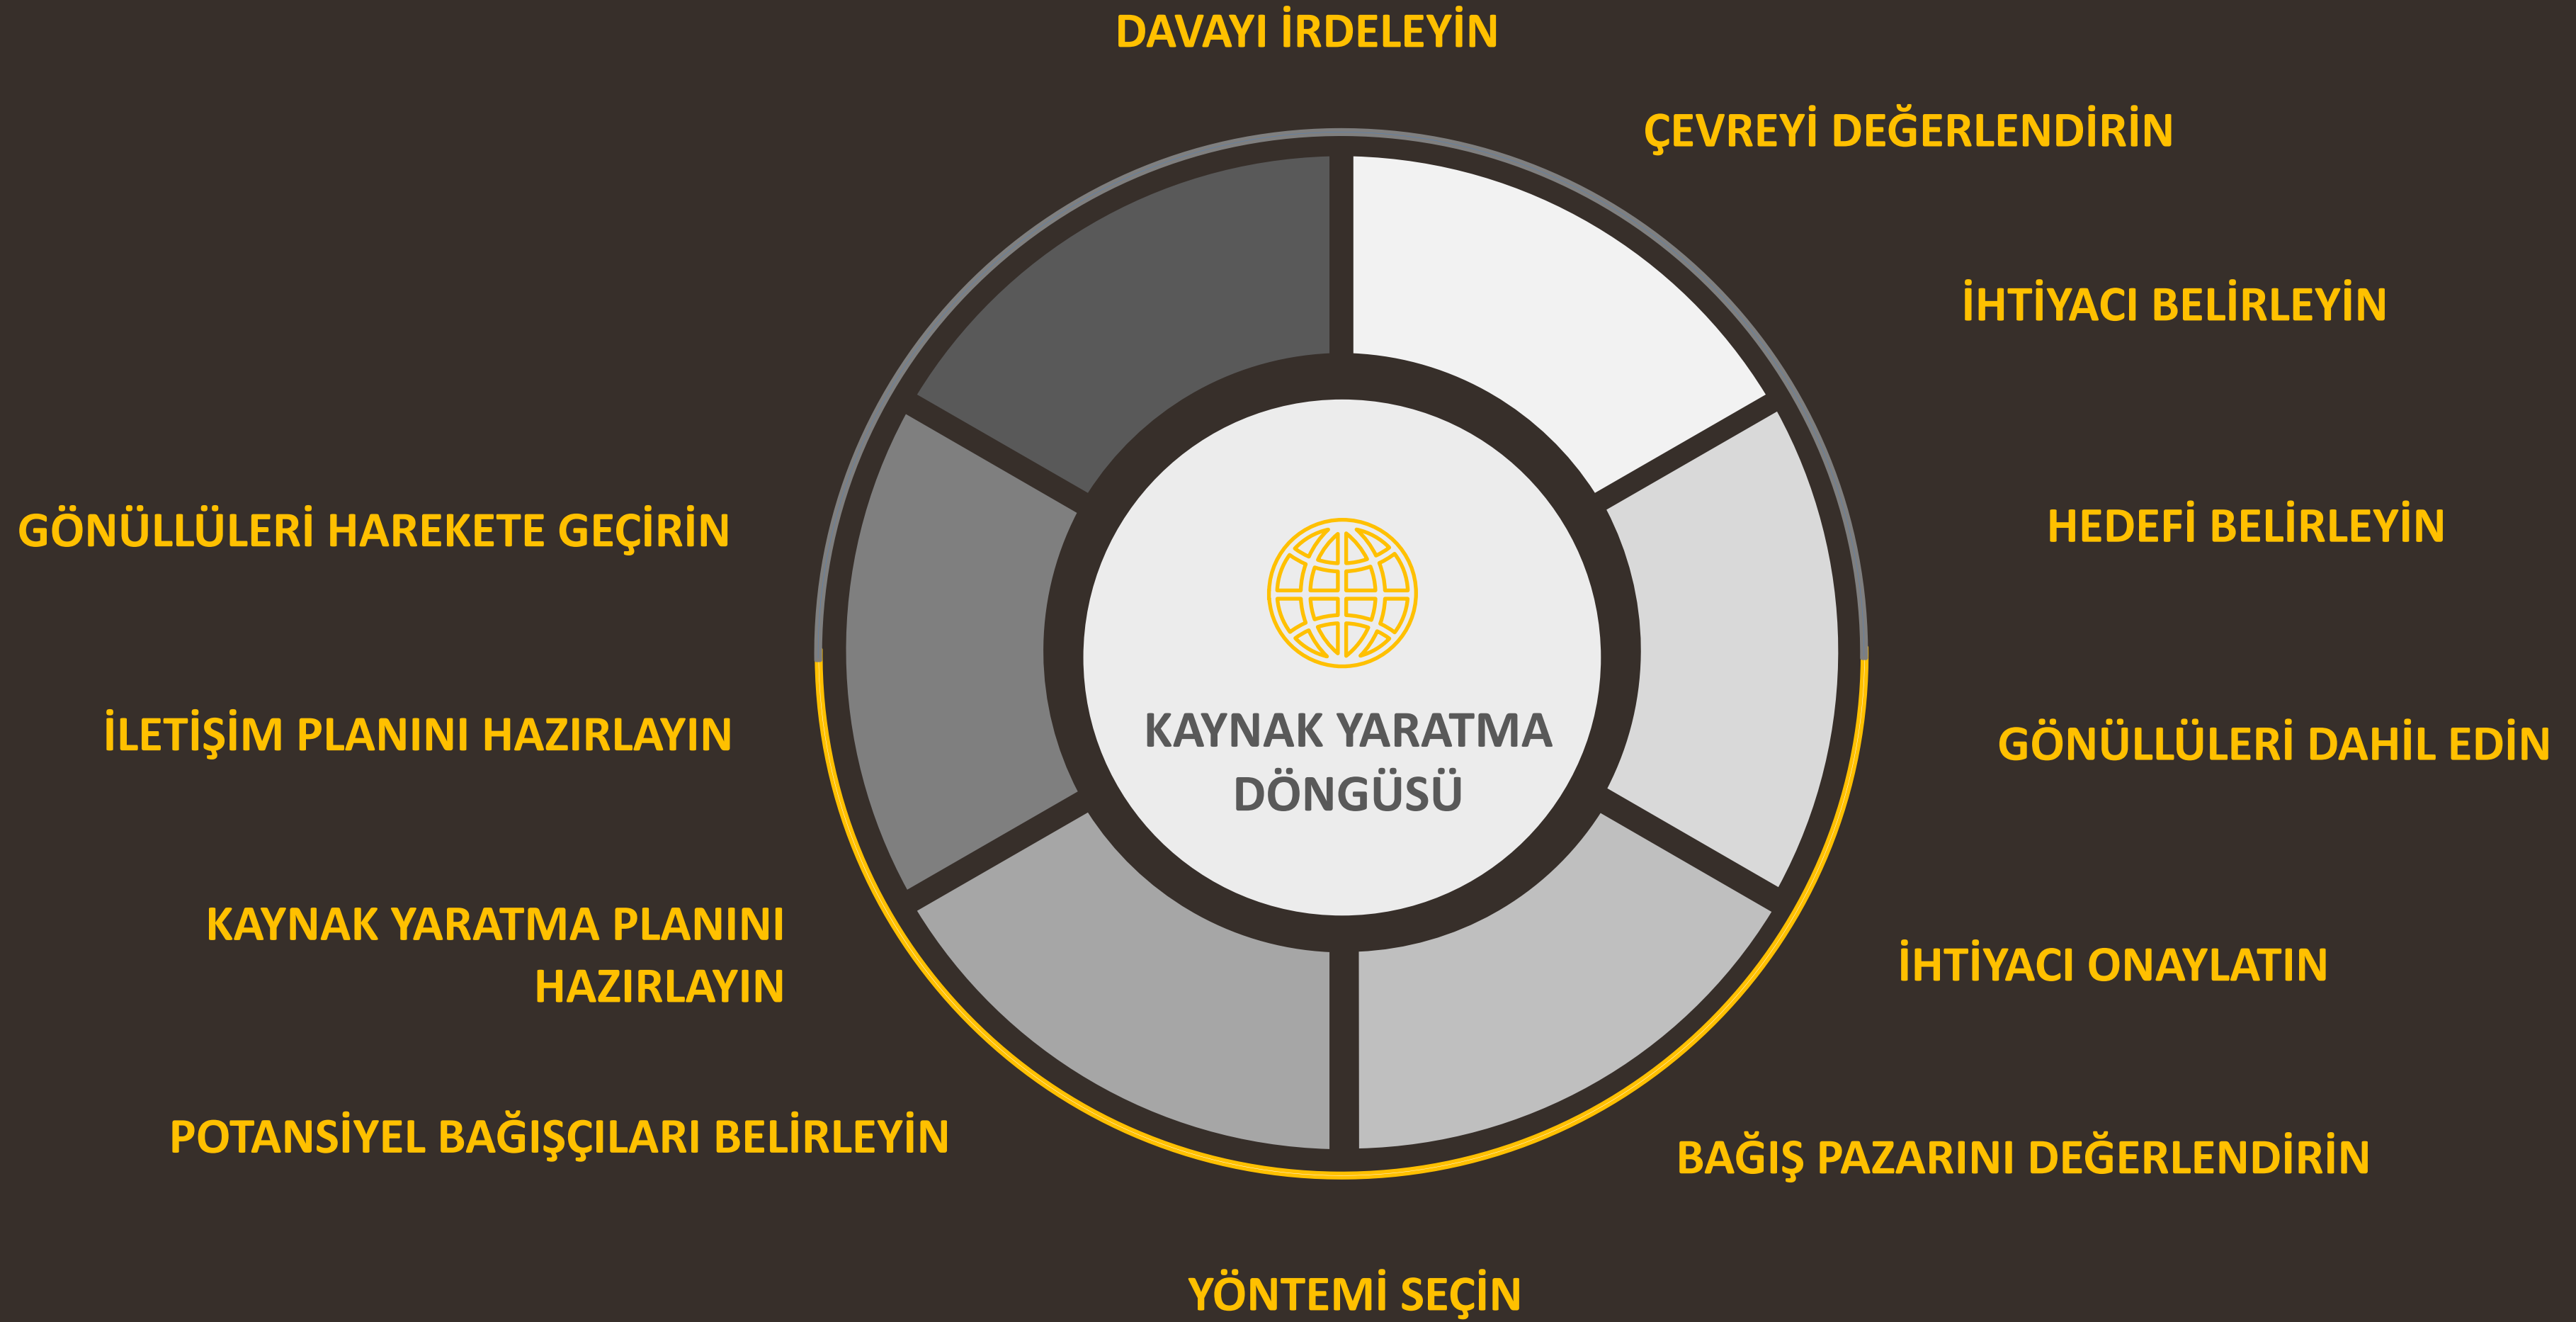 DAVAYI İRDELEYİN
ÇEVREYİ DEĞERLENDİRİN
İHTİYACI BELİRLEYİN
HEDEFİ BELİRLEYİN
GÖNÜLLÜLERİ DAHİL EDİN
İHTİYACI ONAYLATIN
BAĞIŞ PAZARINI DEĞERLENDİRİN
YÖNTEMİ SEÇİN
POTANSİYEL BAĞIŞÇILARI BELİRLEYİN
KAYNAK YARATMA PLANINI
HAZIRLAYIN
İLETİŞİM PLANINI HAZIRLAYIN
GÖNÜLLÜLERİ HAREKETE GEÇİRİN
KAYNAK YARATMA
DÖNGÜSÜ